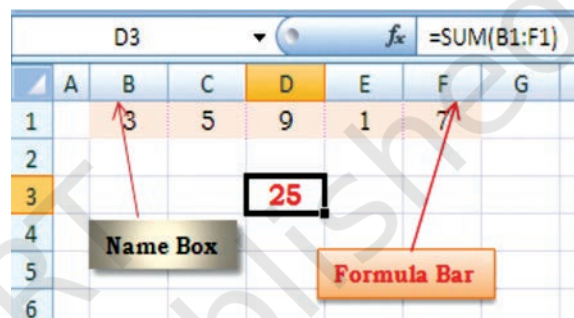 D3 fx =SUM(B1:F1)
A B C D E F G
1 3 5 9 1 7
2
3 25
4
Name Box
5
Formula Bar
6